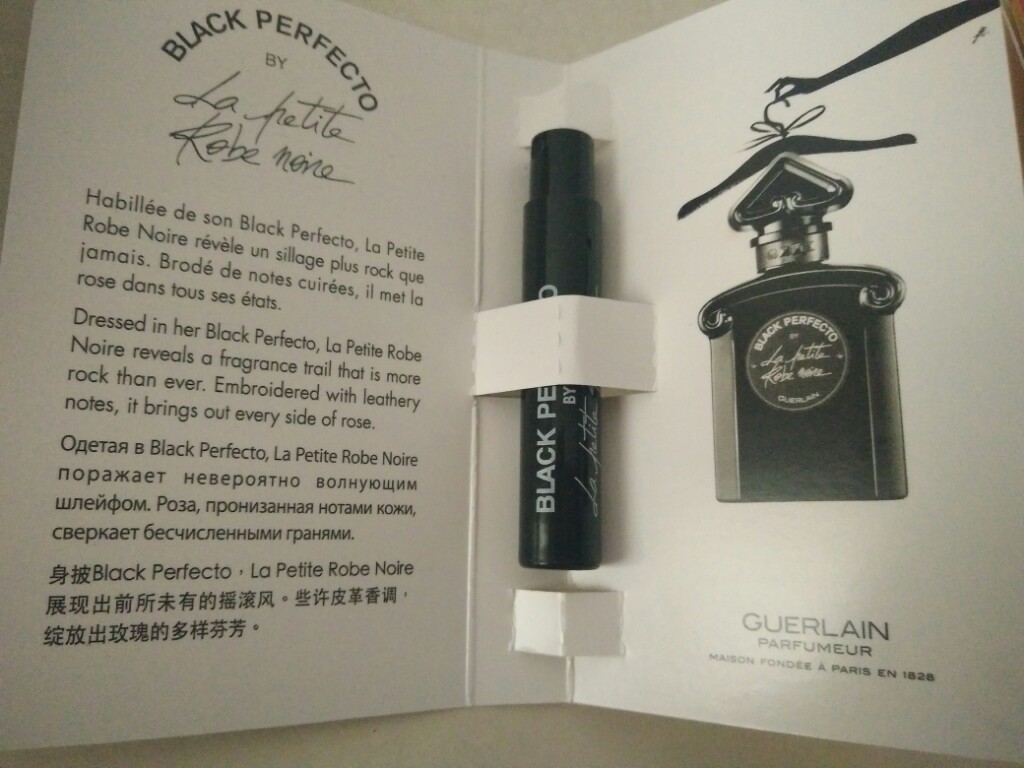 BLACK PERFECTO
BY
La petite
Robe noire
Habillée de son Black Perfecto, La Petite
Robe Noire révèle un sillage plus rock que
jamais. Brodé de notes cuirées, il met la
rose dans tous ses états.
Dressed in her Black Perfecto, La Petite Robe
Noire reveals a fragrance trail that is more
rock than ever. Embroidered with leathery
notes, it brings out every side of rose.
Одетая в Black Perfecto, La Petite Robe Noire
поражает невероятно волнующим
шлейфом. Роза, пронизанная нотами кожи,
сверкает бесчисленными гранями.
身披Black Perfecto，La Petite Robe Noire
展现出前所未有的摇滚风。些许皮革香调，
绽放出玫瑰的多样芬芳。
BLACK PE
O
BY
La petite
BLACK PERFECTO
BY
La petite
Robe noire
GUERLAIN
GUERLAIN
PARFUMEUR
MAISON FONDÉE À PARIS EN 1828